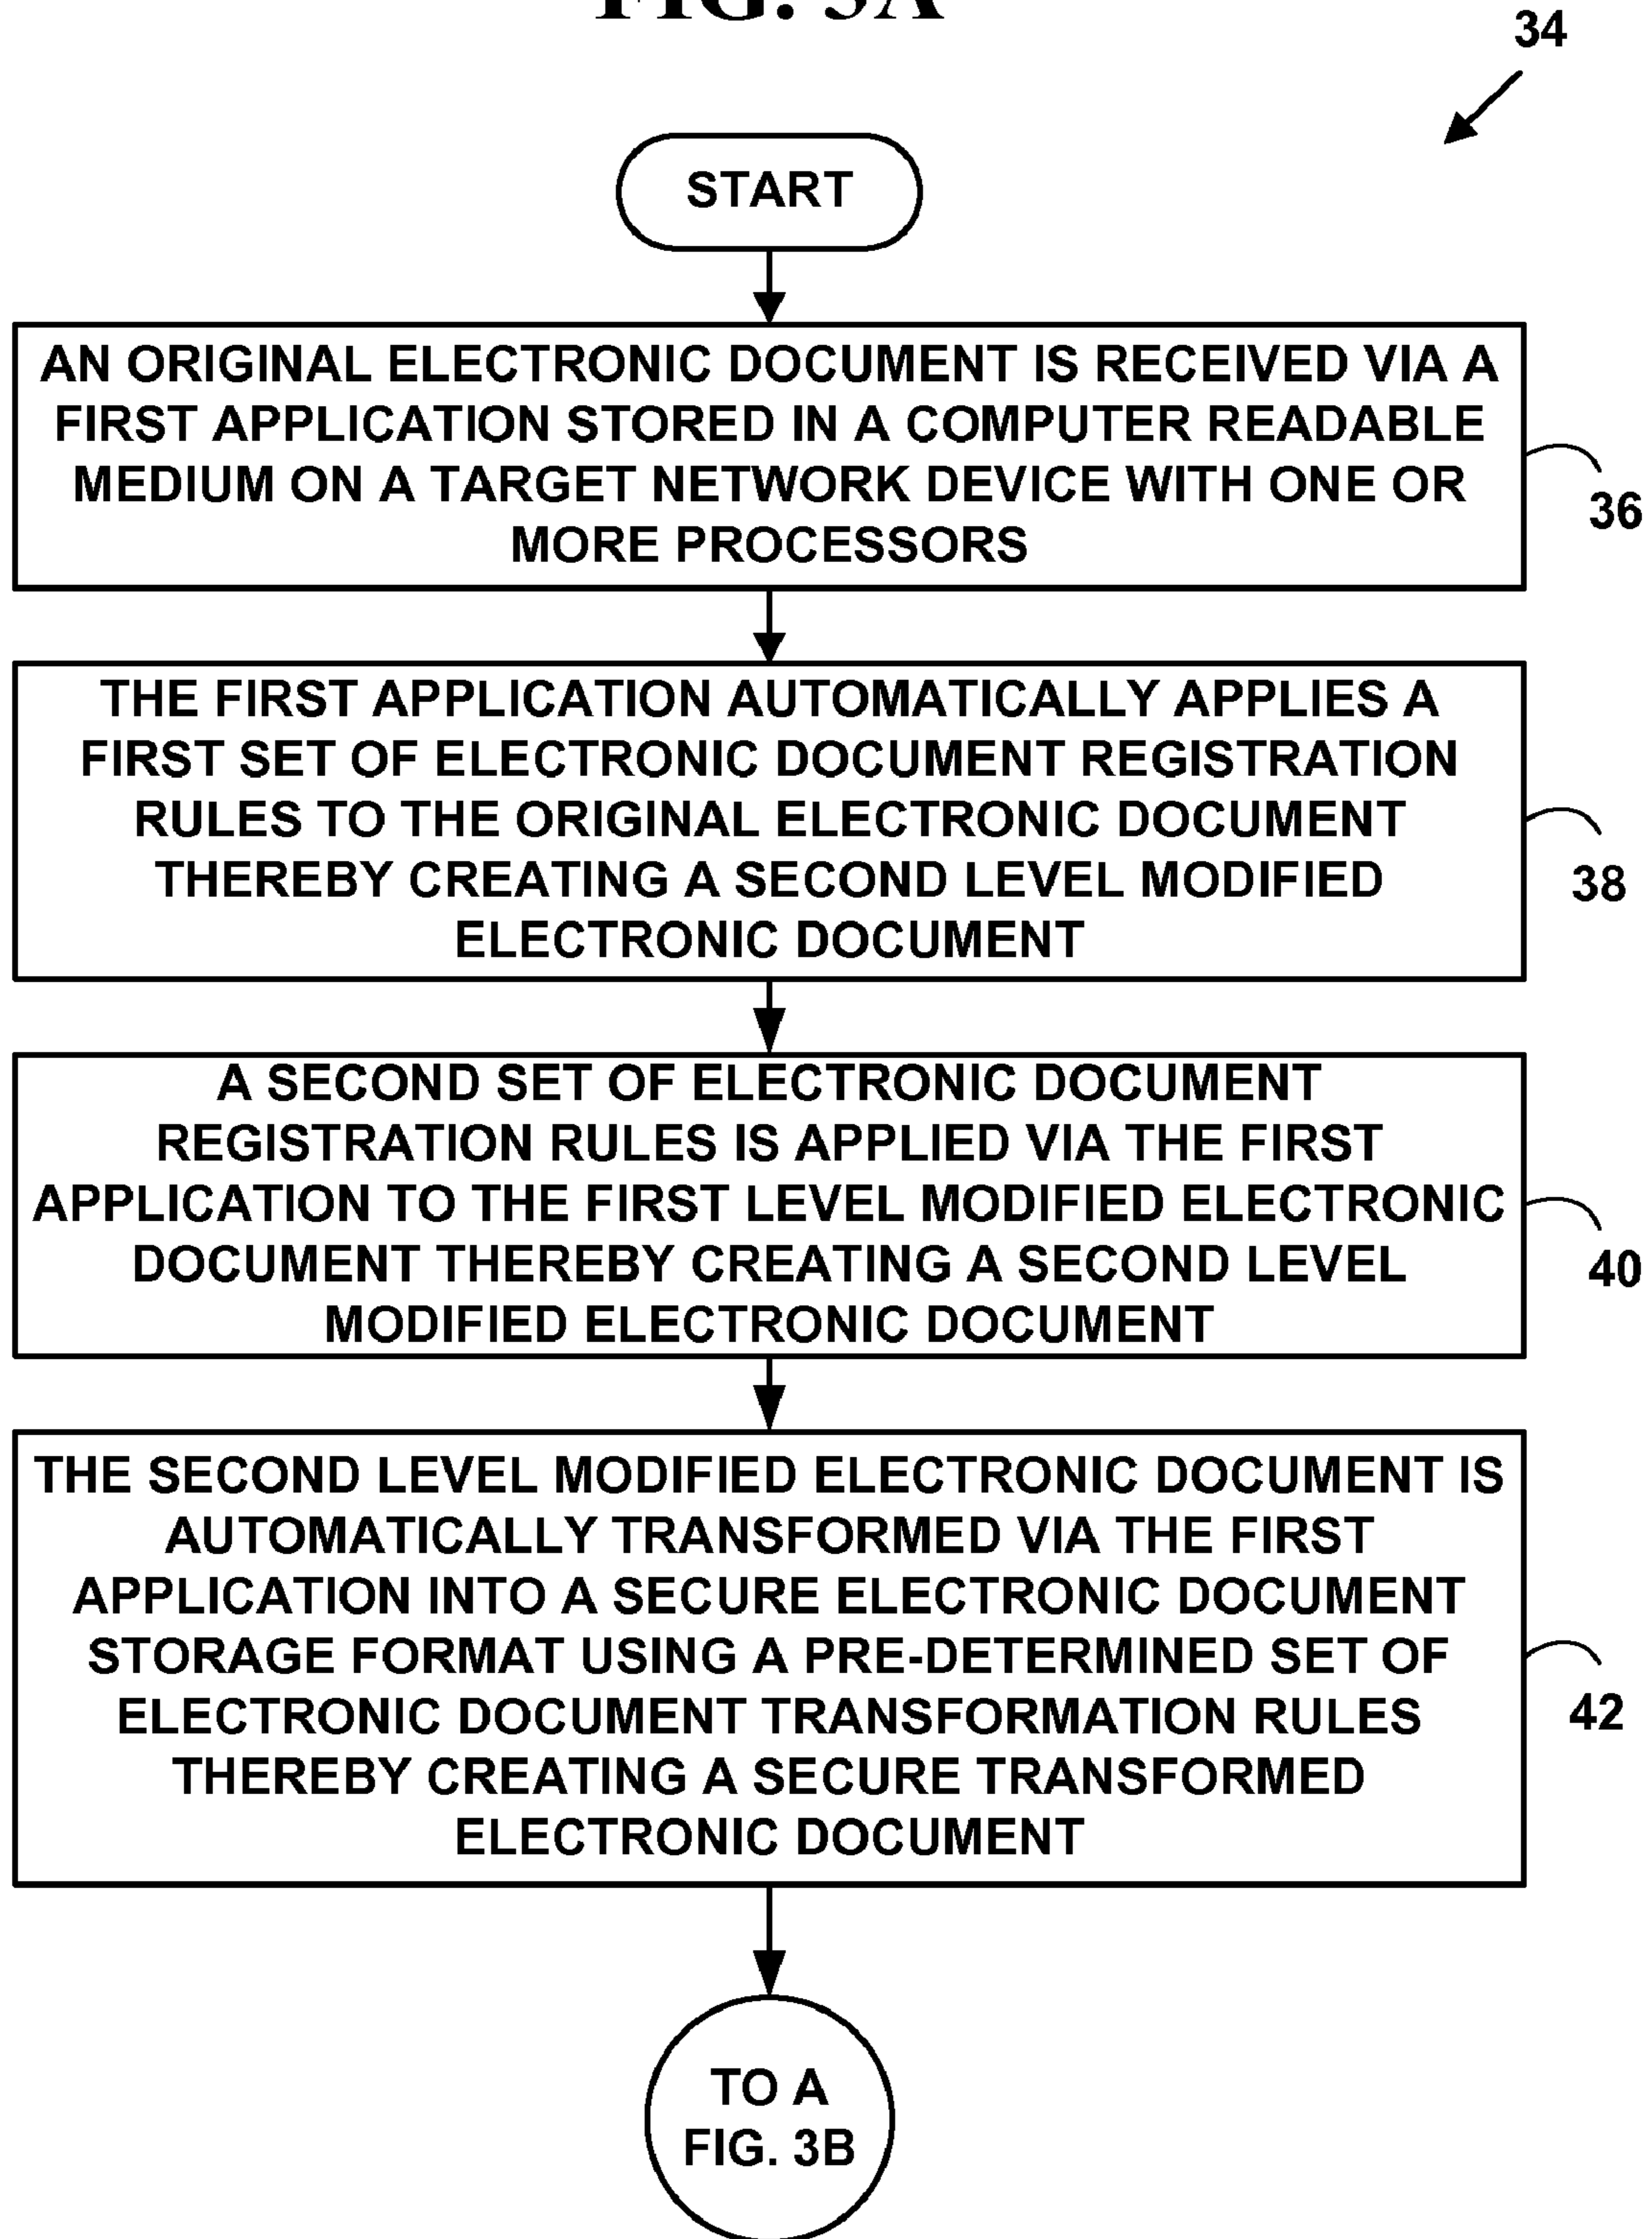 FIG. 3A
34
START
AN ORIGINAL ELECTRONIC DOCUMENT IS RECEIVED VIA A
FIRST APPLICATION STORED IN A COMPUTER READABLE
MEDIUM ON A TARGET NETWORK DEVICE WITH ONE OR
MORE PROCESSORS
36
THE FIRST APPLICATION AUTOMATICALLY APPLIES A
FIRST SET OF ELECTRONIC DOCUMENT REGISTRATION
RULES TO THE ORIGINAL ELECTRONIC DOCUMENT
THEREBY CREATING A SECOND LEVEL MODIFIED
ELECTRONIC DOCUMENT
38
A SECOND SET OF ELECTRONIC DOCUMENT
REGISTRATION RULES IS APPLIED VIA THE FIRST
APPLICATION TO THE FIRST LEVEL MODIFIED ELECTRONIC
DOCUMENT THEREBY CREATING A SECOND LEVEL
MODIFIED ELECTRONIC DOCUMENT
40
THE SECOND LEVEL MODIFIED ELECTRONIC DOCUMENT IS
AUTOMATICALLY TRANSFORMED VIA THE FIRST
APPLICATION INTO A SECURE ELECTRONIC DOCUMENT
STORAGE FORMAT USING A PRE-DETERMINED SET OF
ELECTRONIC DOCUMENT TRANSFORMATION RULES
THEREBY CREATING A SECURE TRANSFORMED
ELECTRONIC DOCUMENT
42
TO A
FIG. 3B